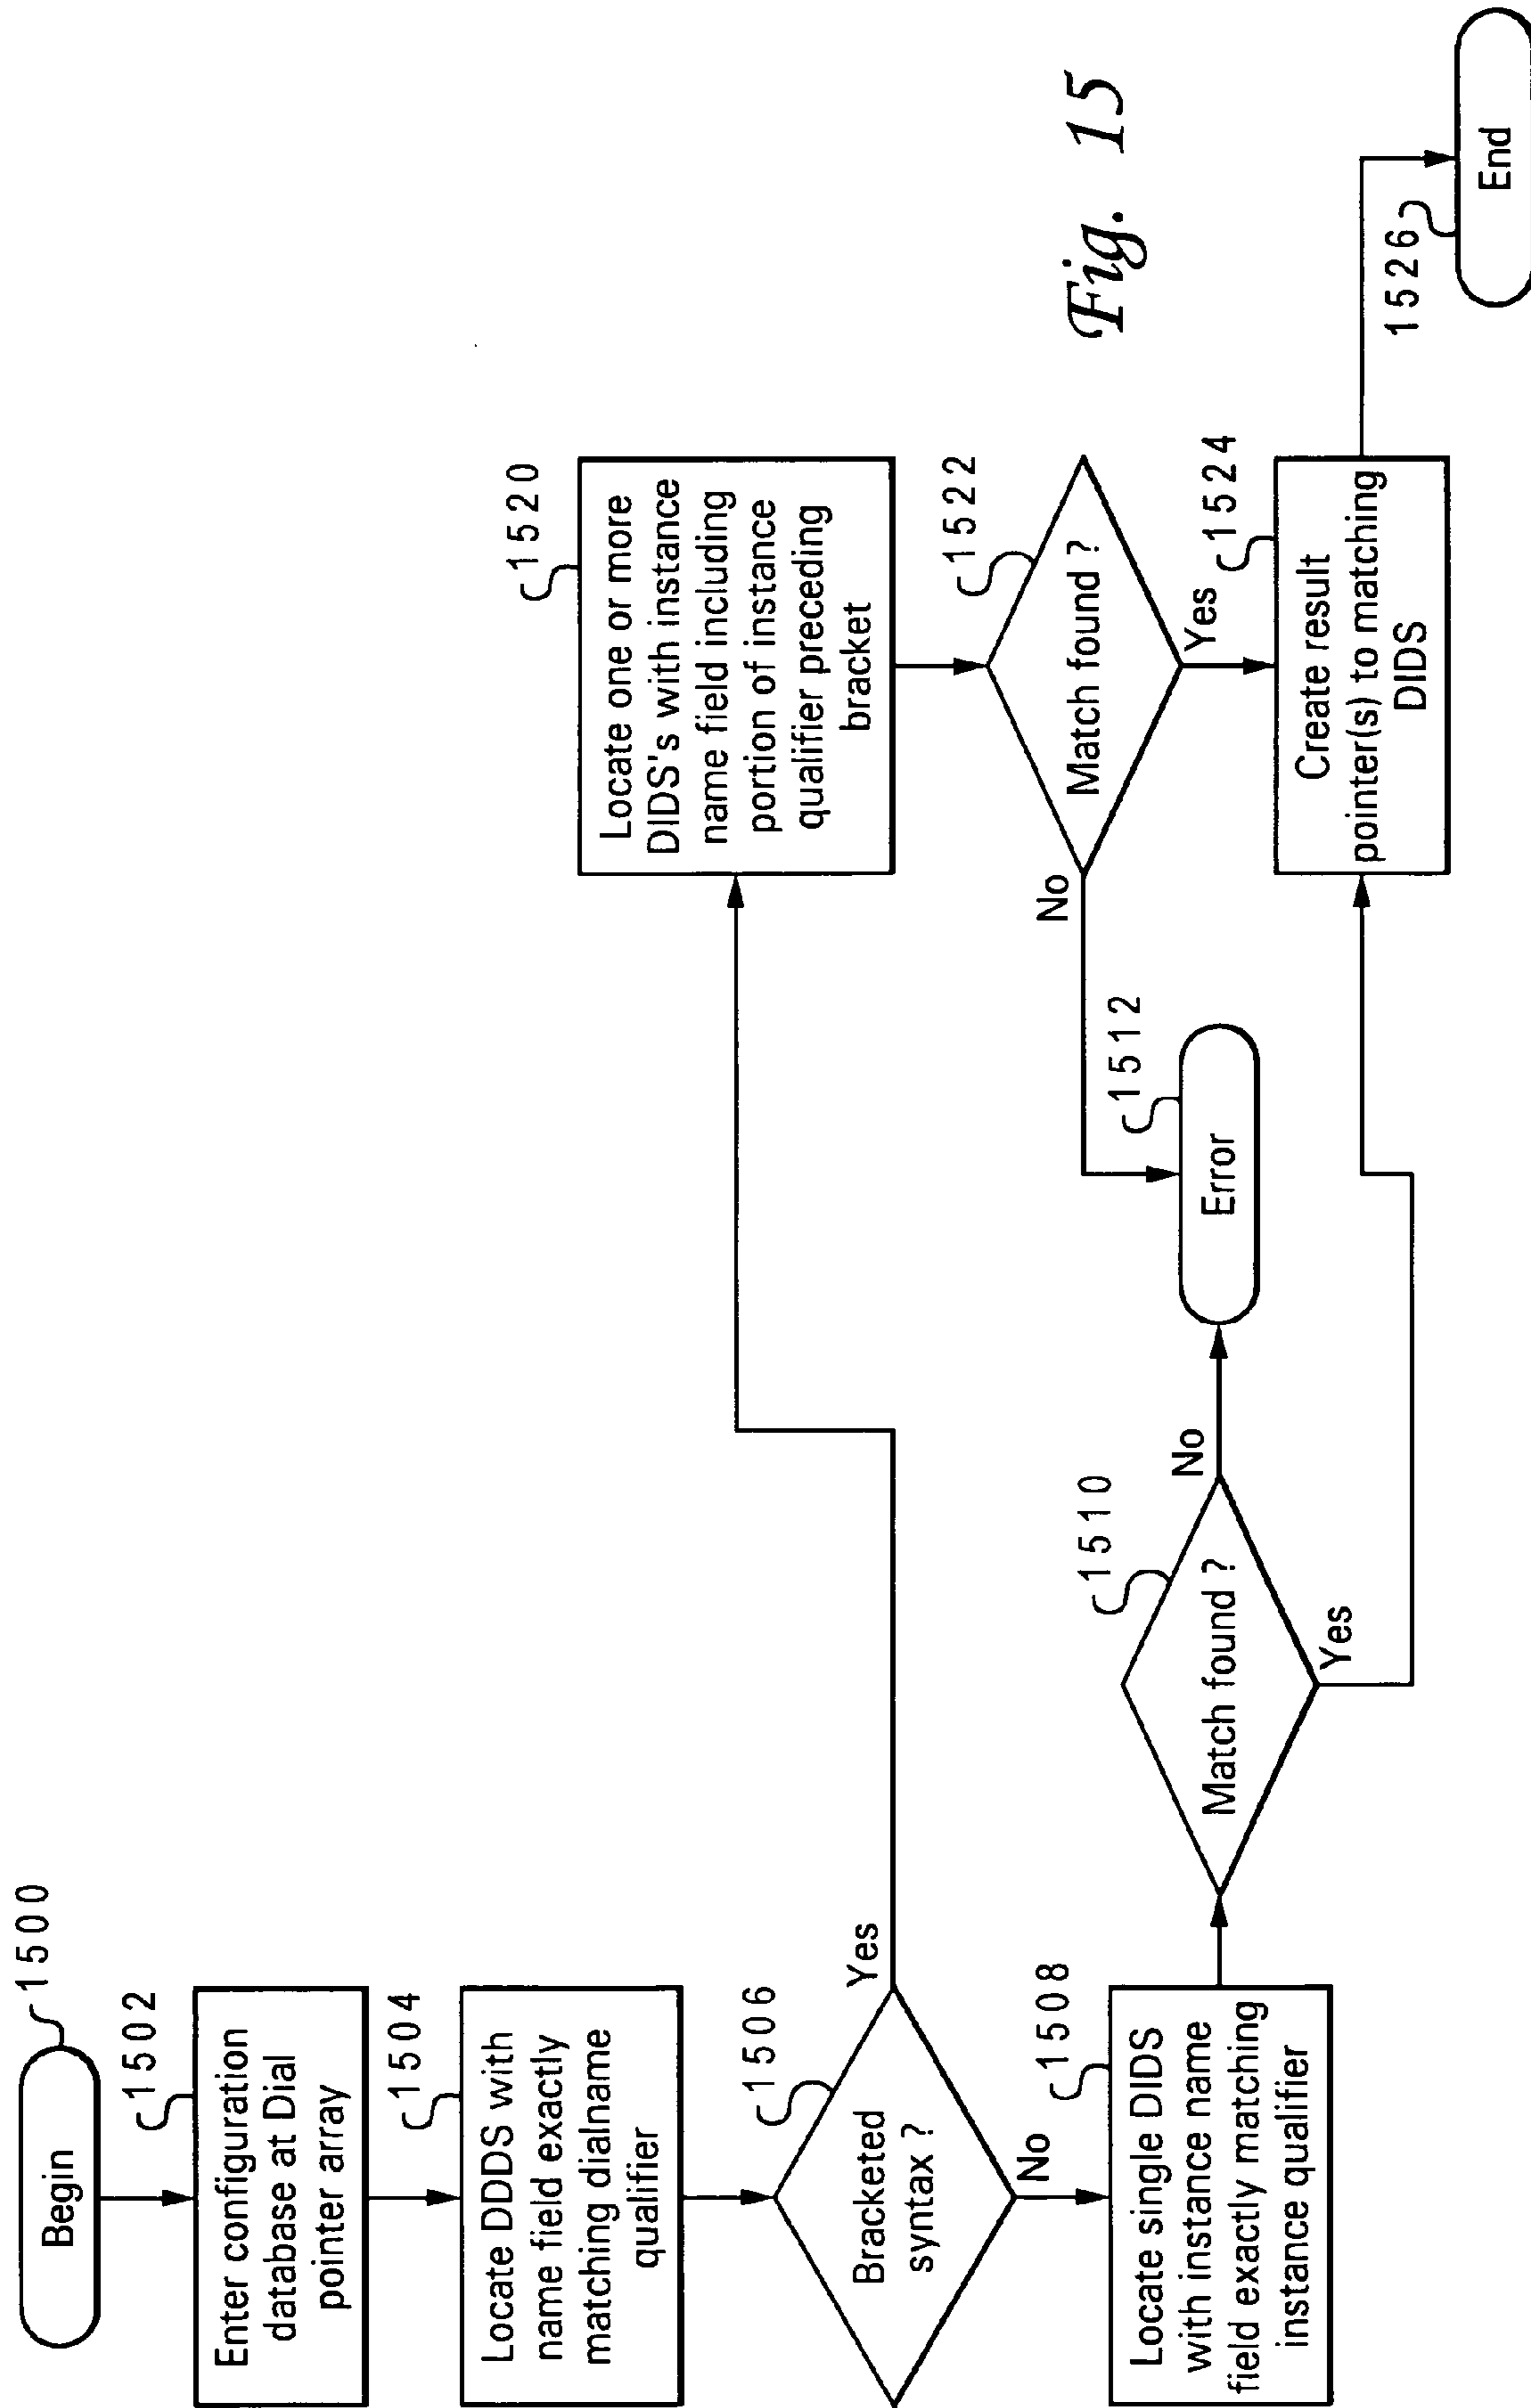 Begin
1500
1502
Enter configuration
database at Dial
pointer array
1504
Locate DDDS with
name field exactly
matching dialname
qualifier
1506
Bracketed
syntax ?
Yes
No
1508
Locate single DIDS
with instance name
field exactly matching
instance qualifier
1510
Match found ?
No
Yes
1512
Error
1520
Locate one or more
DIDS's with instance
name field including
portion of instance
qualifier preceding
bracket
1522
Match found ?
No
Yes
1524
Create result
pointer(s) to matching
DIDS
1526
End
Fig. 15